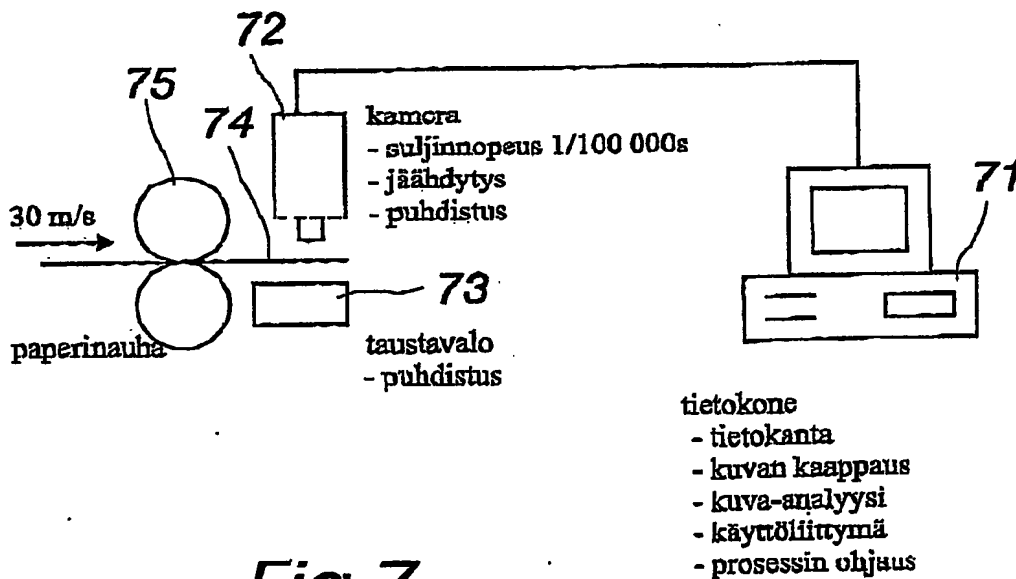 72
75
74
kamera
- suljinnopeus 1/100 000s
- jäähdytys
- puhdistus
71
30 m/s
73
paperinauha
taustavalo
- puhdistus
tietokone
- tietokanta
- kuvan kaappaus
- kuva-analyysi
- käyttöliittymä
- prosessin ohjaus
Fig 7